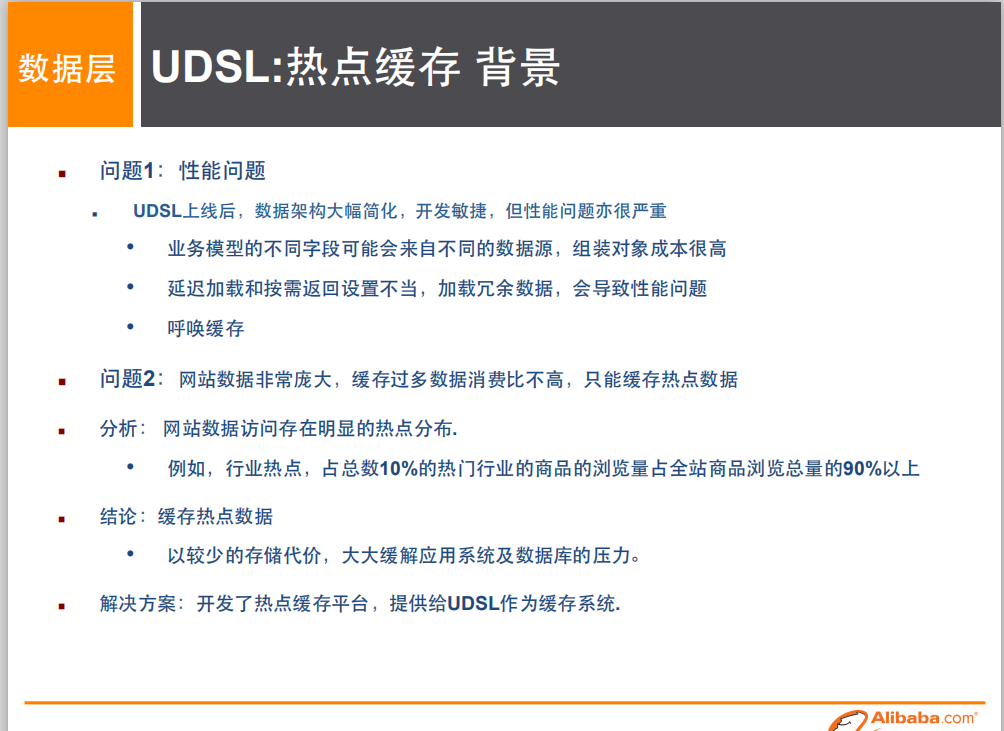 数据层
UDSL:热点缓存 背景
问题1：性能问题
UDSL上线后，数据架构大幅简化，开发敏捷，但性能问题亦很严重
业务模型的不同字段可能会来自不同的数据源，组装对象成本很高
延迟加载和按需返回设置不当，加载冗余数据，会导致性能问题
呼唤缓存
问题2：网站数据非常庞大，缓存过多数据消费比不高，只能缓存热点数据
分析： 网站数据访问存在明显的热点分布.
例如，行业热点，占总数10%的热门行业的商品的浏览量占全站商品浏览总量的90%以上
结论：缓存热点数据
以较少的存储代价，大大缓解应用系统及数据库的压力。
解决方案：开发了热点缓存平台，提供给UDSL作为缓存系统.
Alibaba.com®